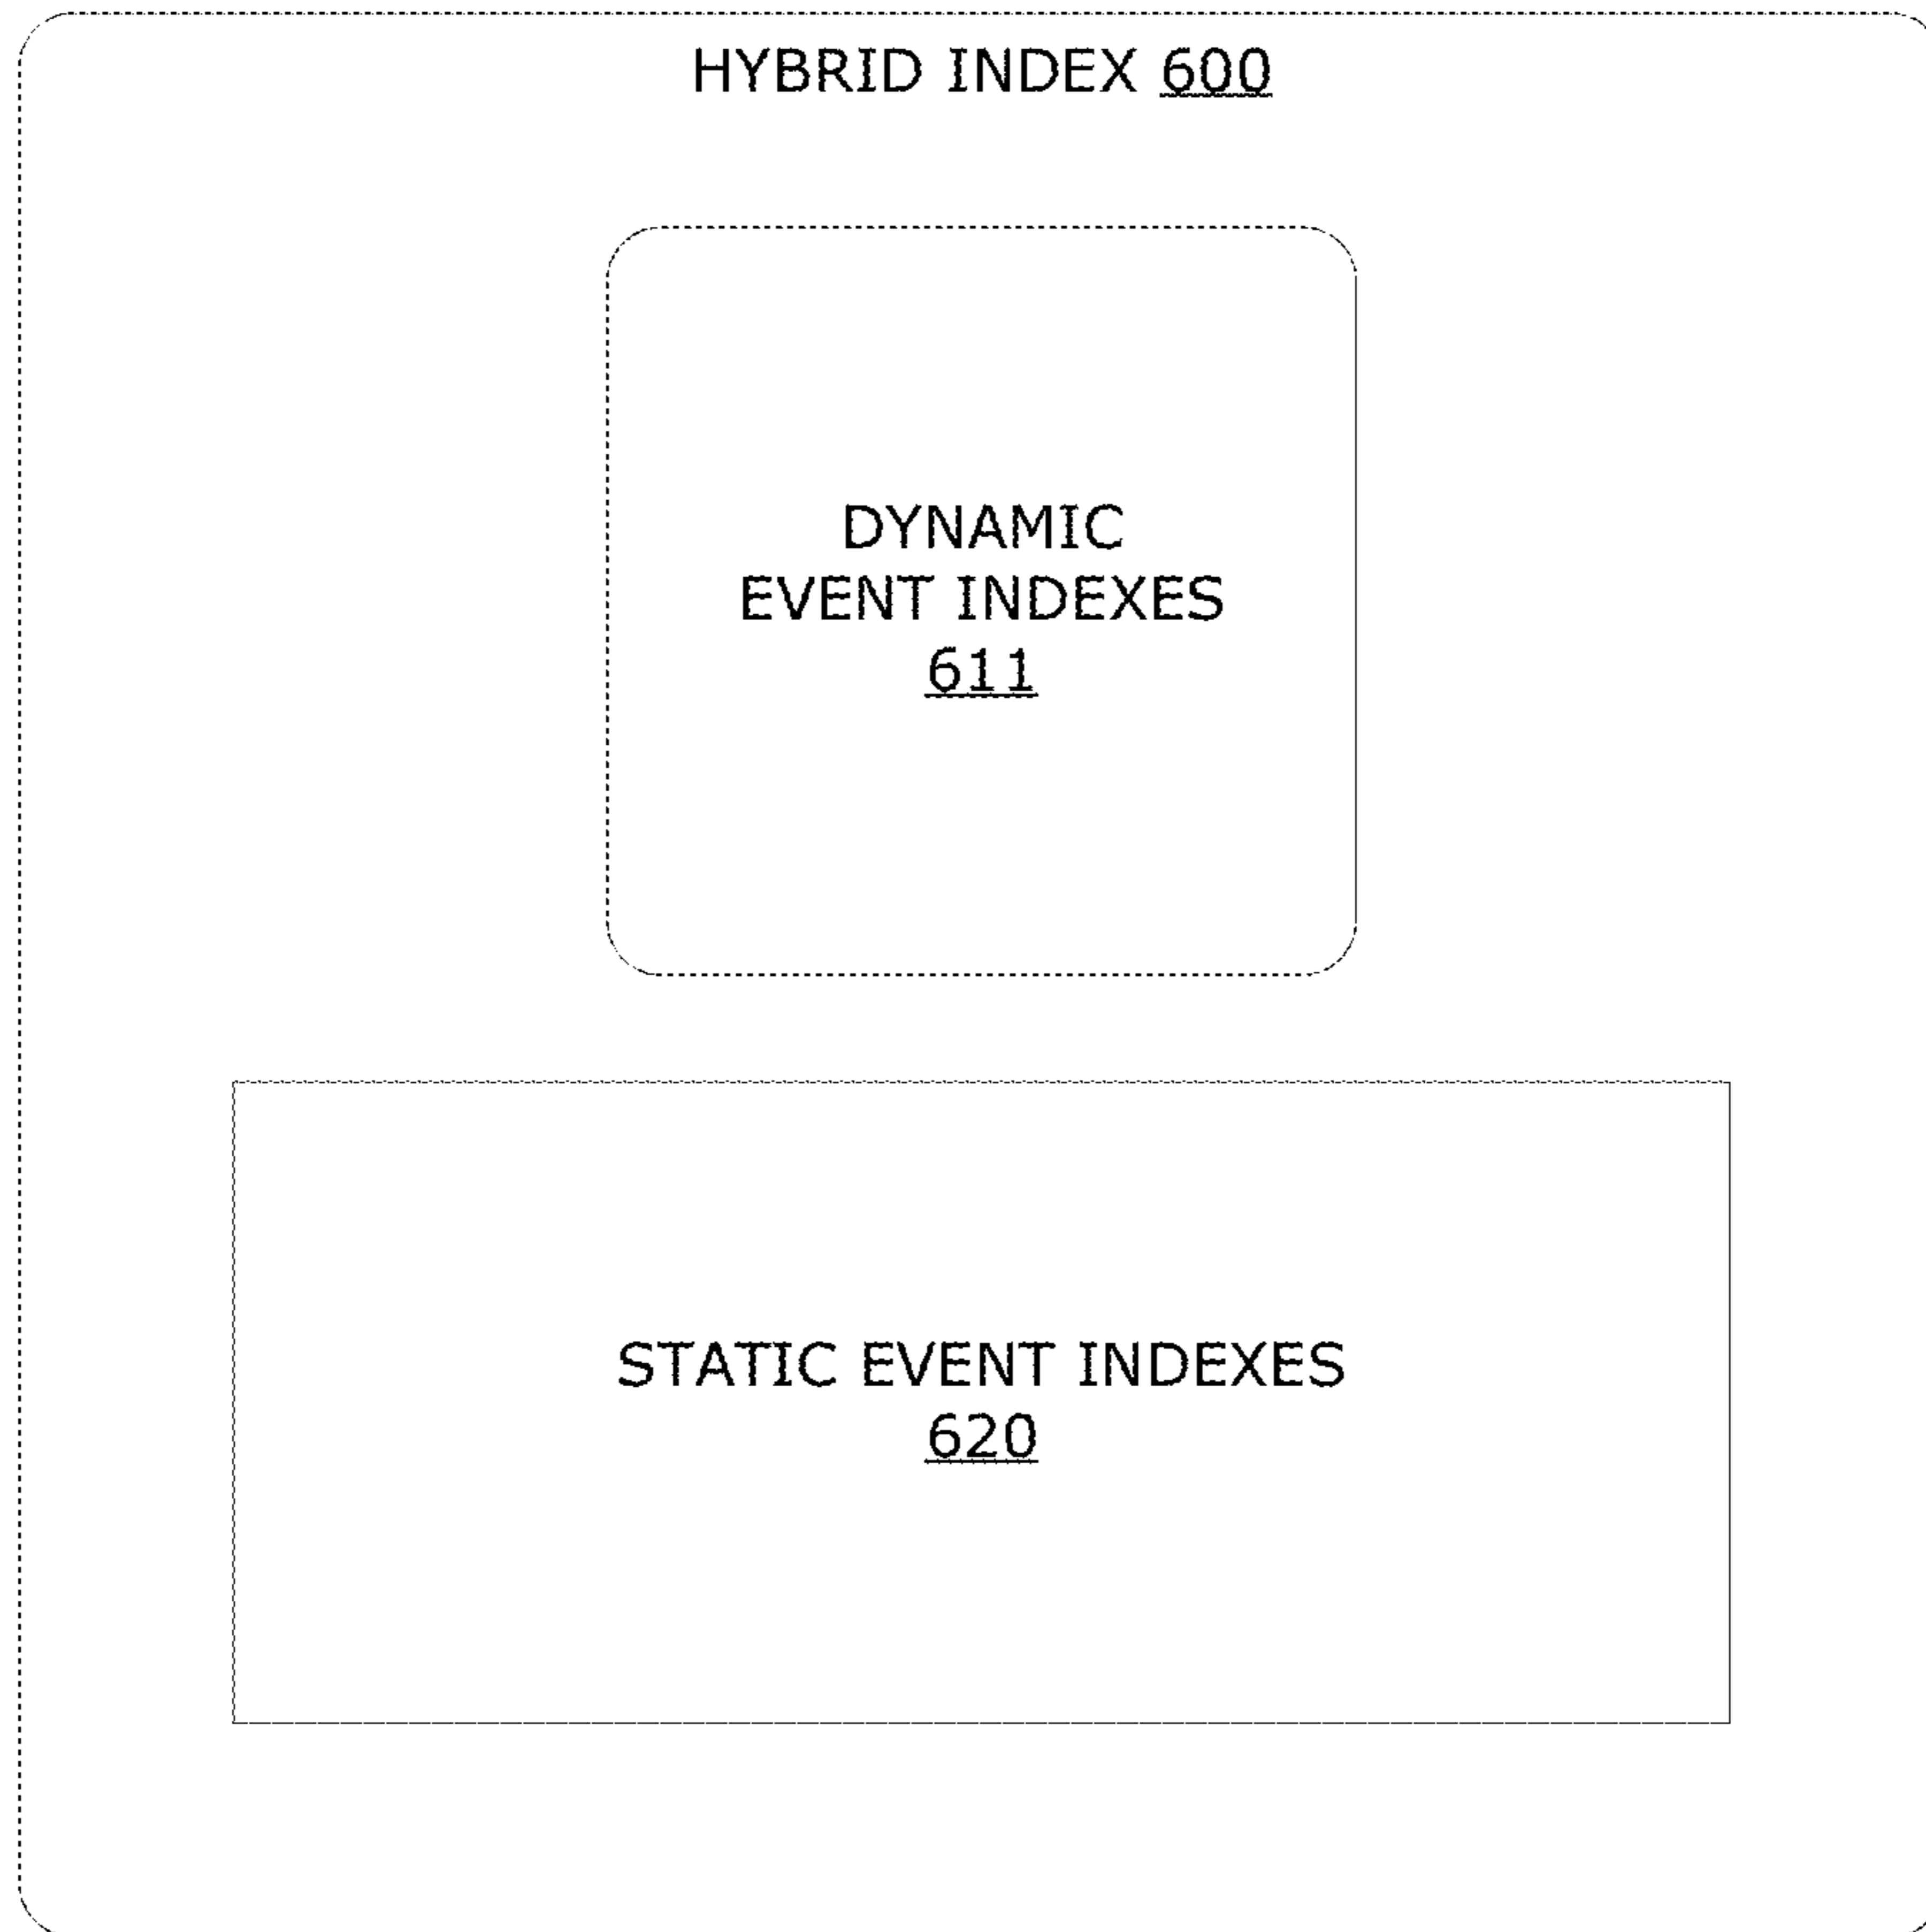 HYBRID INDEX 600
DYNAMIC
EVENT INDEXES
611
STATIC EVENT INDEXES
620